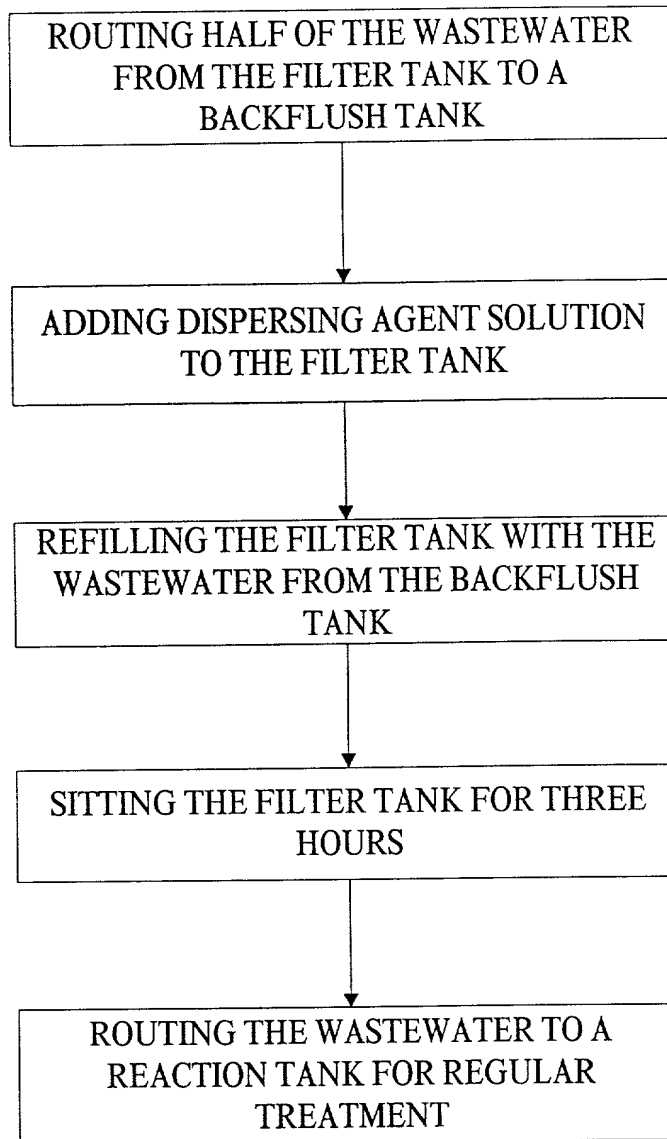 ROUTING HALF OF THE WASTEWATER
FROM THE FILTER TANK TO A
BACKFLUSH TANK
ADDING DISPERSING AGENT SOLUTION
TO THE FILTER TANK
REFILLING THE FILTER TANK WITH THE
WASTEWATER FROM THE BACKFLUSH
TANK
SITTING THE FILTER TANK FOR THREE
HOURS
ROUTING THE WASTEWATER TO A
REACTION TANK FOR REGULAR
TREATMENT